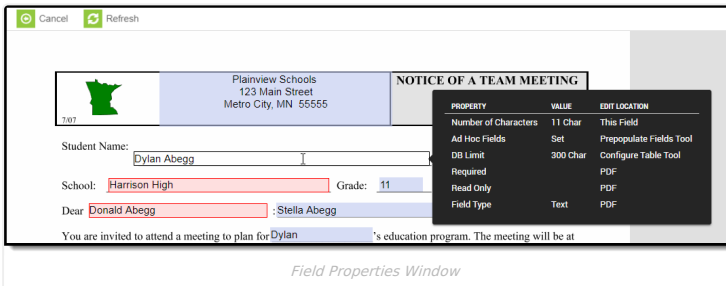 Cancel Refresh
Plainview Schools
123 Main Street
Metro City, MN 55555
NOTICE OF A TEAM MEETING
7/07
PROPERTY VALUE EDIT LOCATION
Number of Characters 11 Char This Field
Ad Hoc Fields Set Prepopulate Fields Tool
DB Limit 300 Char Configure Table Tool
Required PDF
Read Only PDF
Field Type Text PDF
Student Name:
Dylan Abegg
School: Harrison High Grade: 11
Dear Donald Abegg : Stella Abegg
You are invited to attend a meeting to plan for Dylan 's education program. The meeting will be at
Field Properties Window